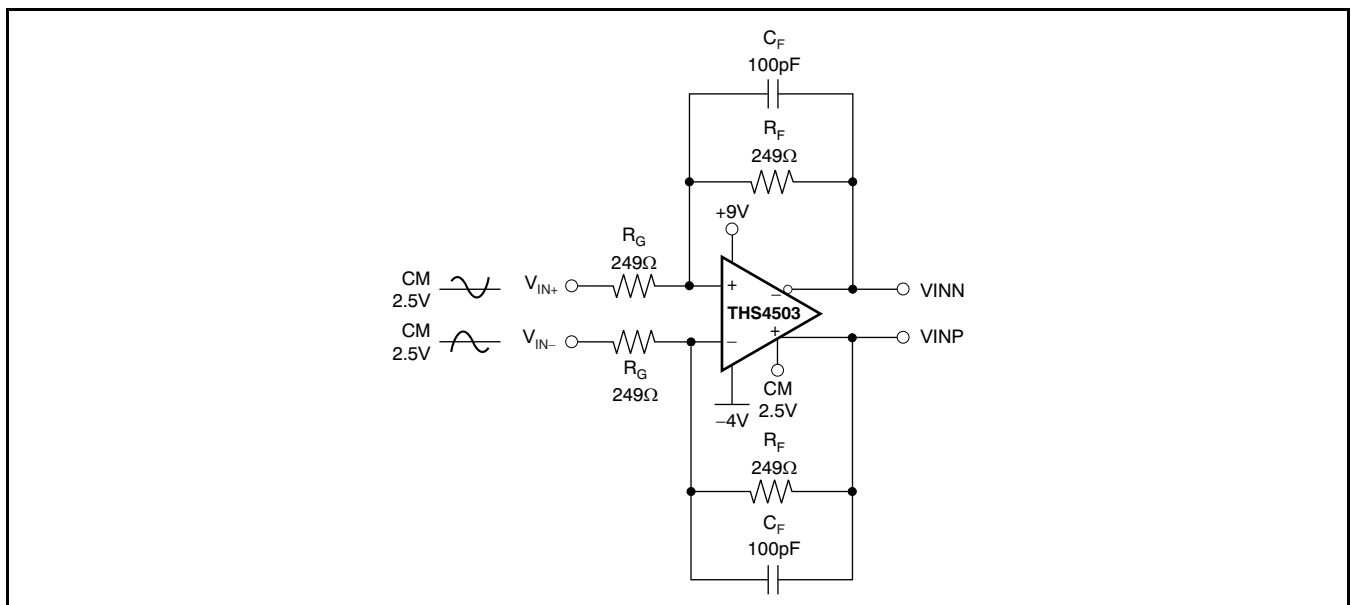 C_F
100pF
R_F
249Ω
+9V
R_G
249Ω
CM
2.5V
V_IN+
+
−
VINN
THS4503
CM
2.5V
V_IN−
−
+
VINP
R_G
249Ω
CM
2.5V
−4V
R_F
249Ω
C_F
100pF